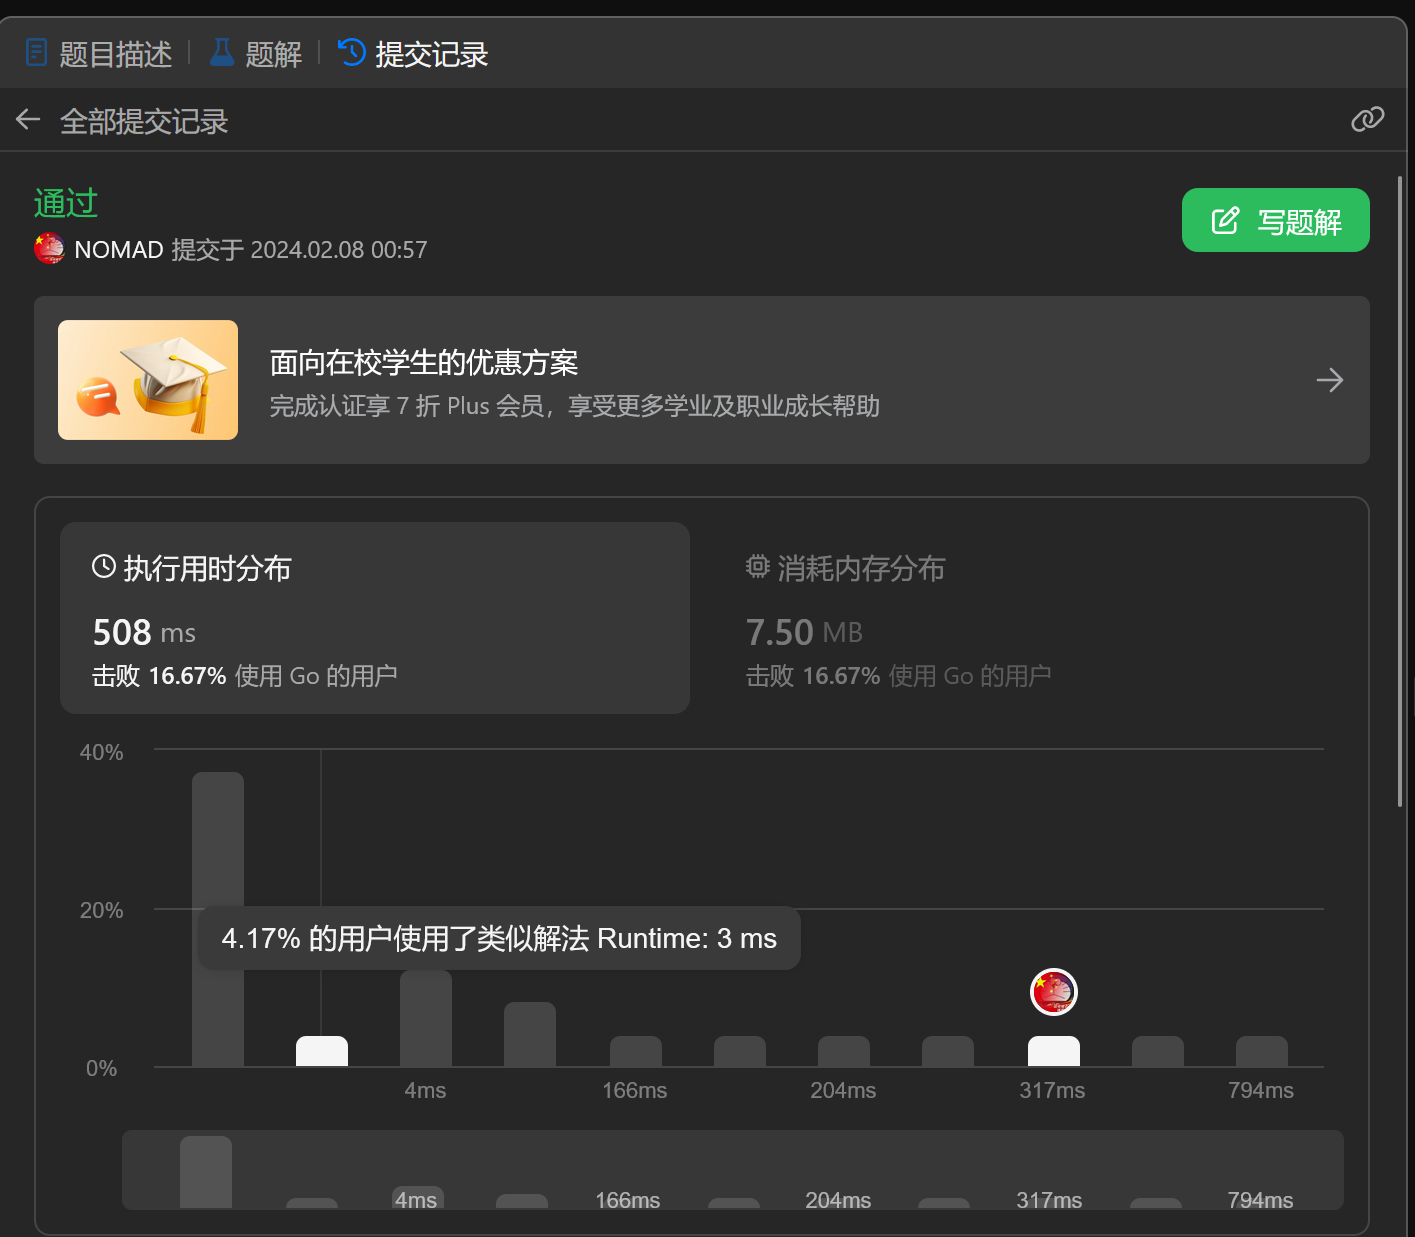 题目描述 题解 提交记录
全部提交记录
通过
写题解
NOMAD 提交于 2024.02.08 00:57
面向在校学生的优惠方案
完成认证享 7 折 Plus 会员，享受更多学业及职业成长帮助
执行用时分布
508 ms
击败 16.67% 使用 Go 的用户
消耗内存分布
7.50 MB
击败 16.67% 使用 Go 的用户
40%
20%
4.17% 的用户使用了类似解法 Runtime: 3 ms
0%
4ms 166ms 204ms 317ms 794ms
4ms 166ms 204ms 317ms 794ms